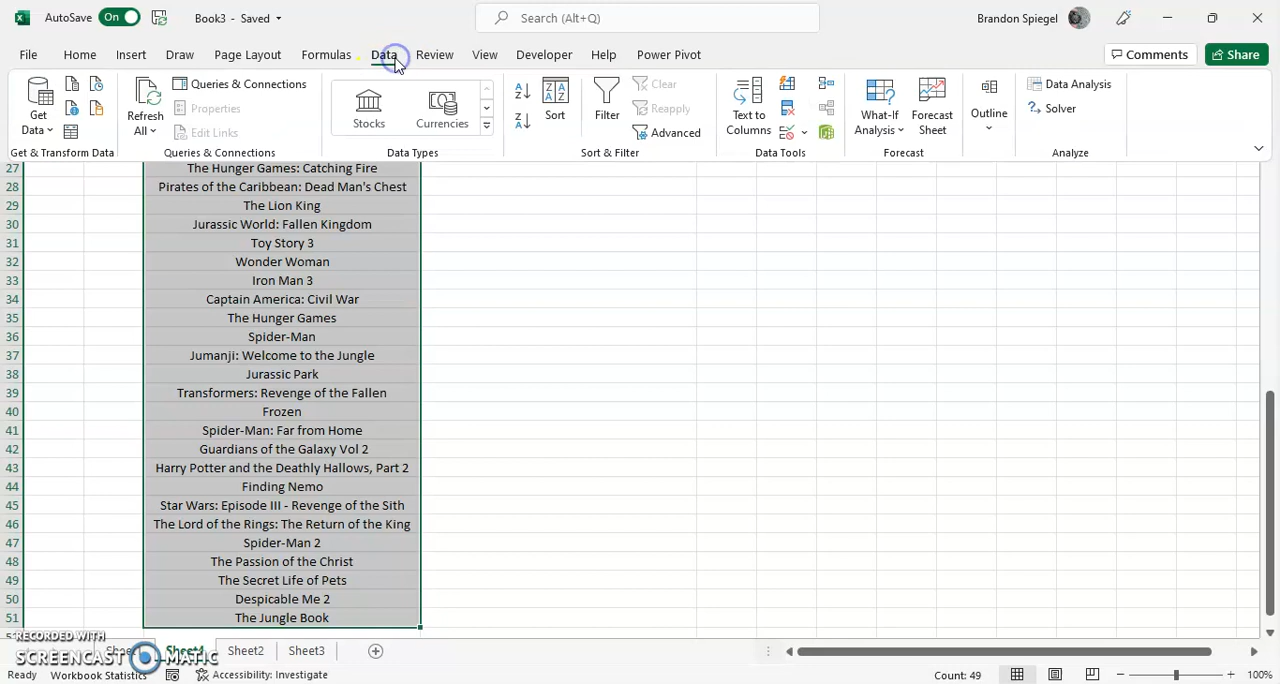 AutoSave On Book3 - Saved Search (Alt+Q) Brandon Spiegel
File Home Insert Draw Page Layout Formulas Data Review View Developer Help Power Pivot Comments Share
Get Data Refresh All Queries & Connections Properties Edit Links Stocks Currencies Sort Filter Clear Reapply Advanced Text to Columns What-If Analysis Forecast Sheet Outline Data Analysis Solver
Get & Transform Data Queries & Connections Data Types Sort & Filter Data Tools Forecast Analyze
27 The Hunger Games: Catching Fire
28 Pirates of the Caribbean: Dead Man's Chest
29 The Lion King
30 Jurassic World: Fallen Kingdom
31 Toy Story 3
32 Wonder Woman
33 Iron Man 3
34 Captain America: Civil War
35 The Hunger Games
36 Spider-Man
37 Jumanji: Welcome to the Jungle
38 Jurassic Park
39 Transformers: Revenge of the Fallen
40 Frozen
41 Spider-Man: Far from Home
42 Guardians of the Galaxy Vol 2
43 Harry Potter and the Deathly Hallows, Part 2
44 Finding Nemo
45 Star Wars: Episode III - Revenge of the Sith
46 The Lord of the Rings: The Return of the King
47 Spider-Man 2
48 The Passion of the Christ
49 The Secret Life of Pets
50 Despicable Me 2
51 The Jungle Book
RECORDED WITH
SCREENCAST MATIC
Sheet4 Sheet2 Sheet3
Ready Workbook Statistics Accessibility: Investigate Count: 49 100%